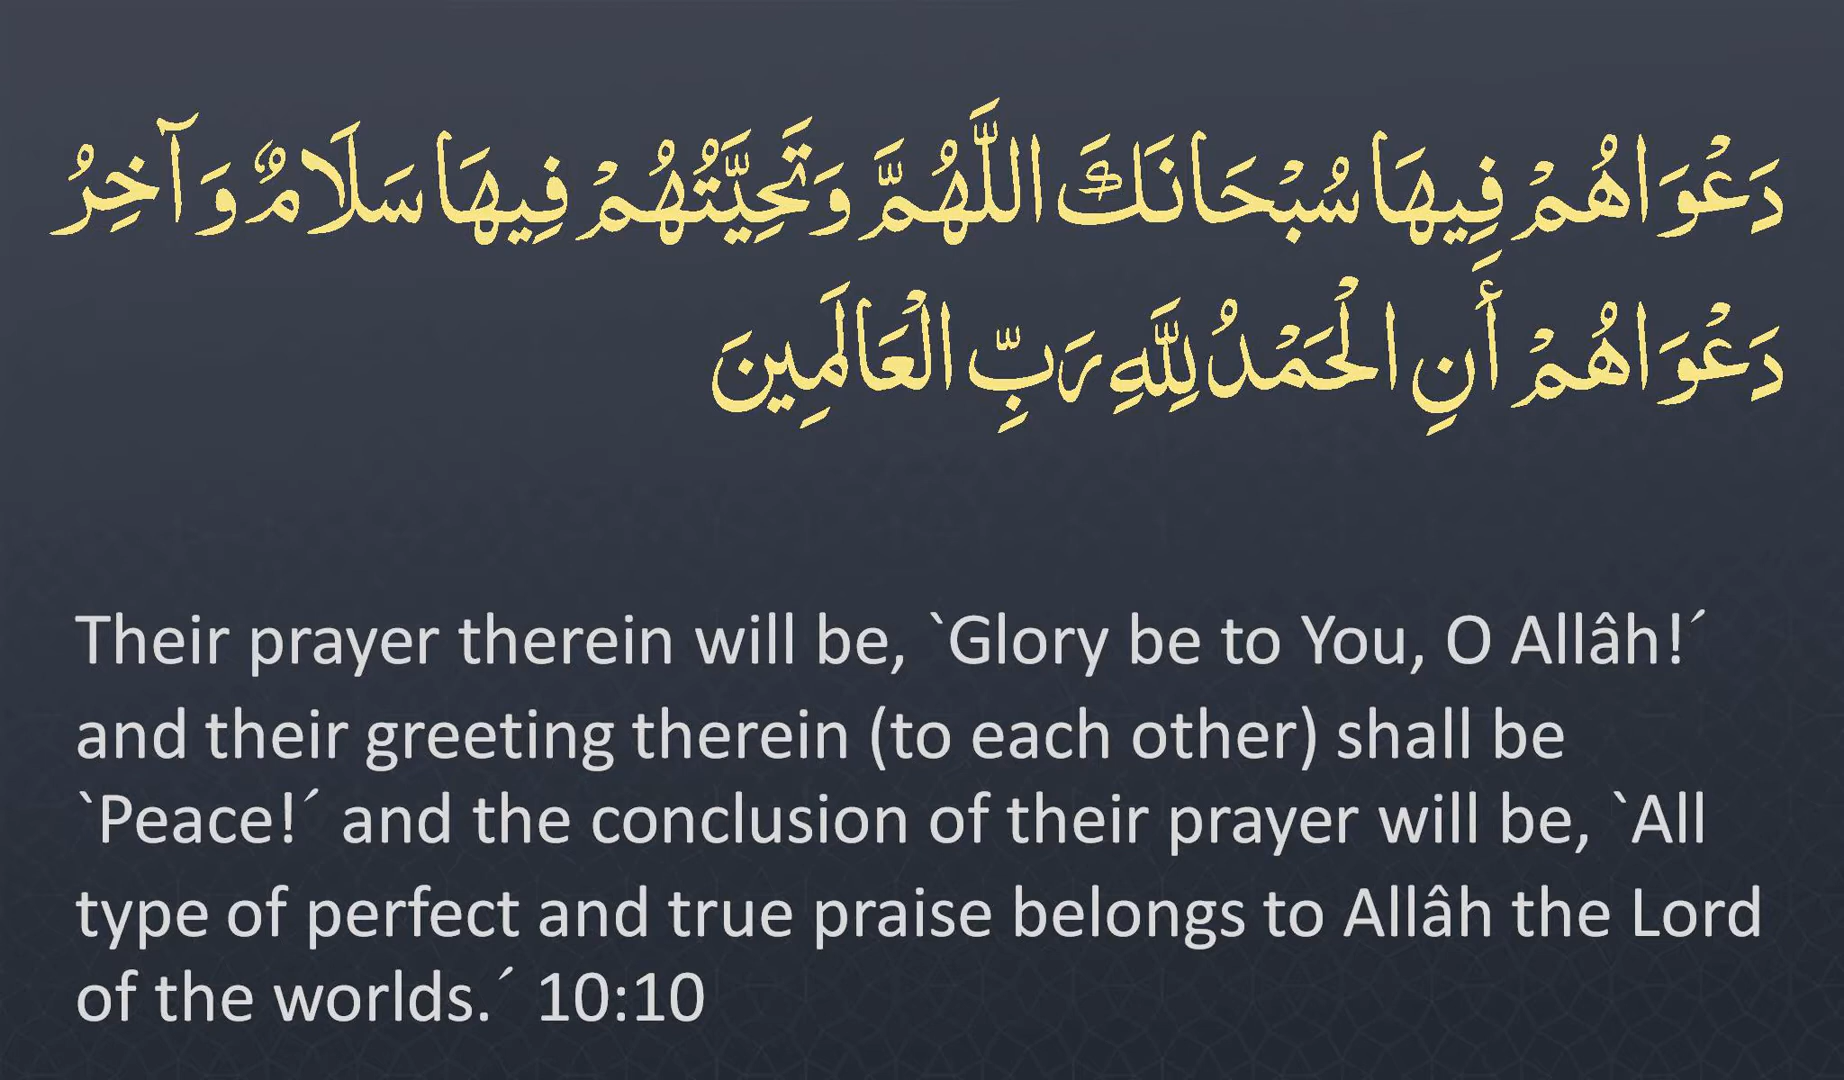 دَعْوَاهُمْ فِيهَا سُبْحَانَكَ اللَّهُمَّ وَتَحِيَّتُهُمْ فِيهَا سَلَامٌ وَآخِرُ
دَعْوَاهُمْ أَنِ الْحَمْدُ لِلَّهِ رَبِّ الْعَالَمِينَ
Their prayer therein will be, `Glory be to You, O Allâh!´
and their greeting therein (to each other) shall be
`Peace!´ and the conclusion of their prayer will be, `All
type of perfect and true praise belongs to Allâh the Lord
of the worlds.´ 10:10